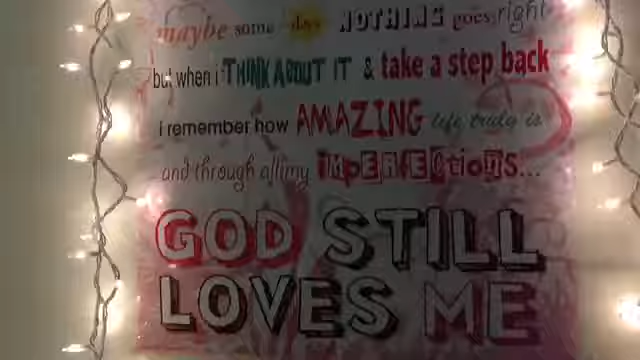 maybe some days NOTHING goes right
but when i THINK ABOUT IT & take a step back
i remember how AMAZING life truly is
and through all my iMpERFECtioNS...
GOD STILL
LOVES ME